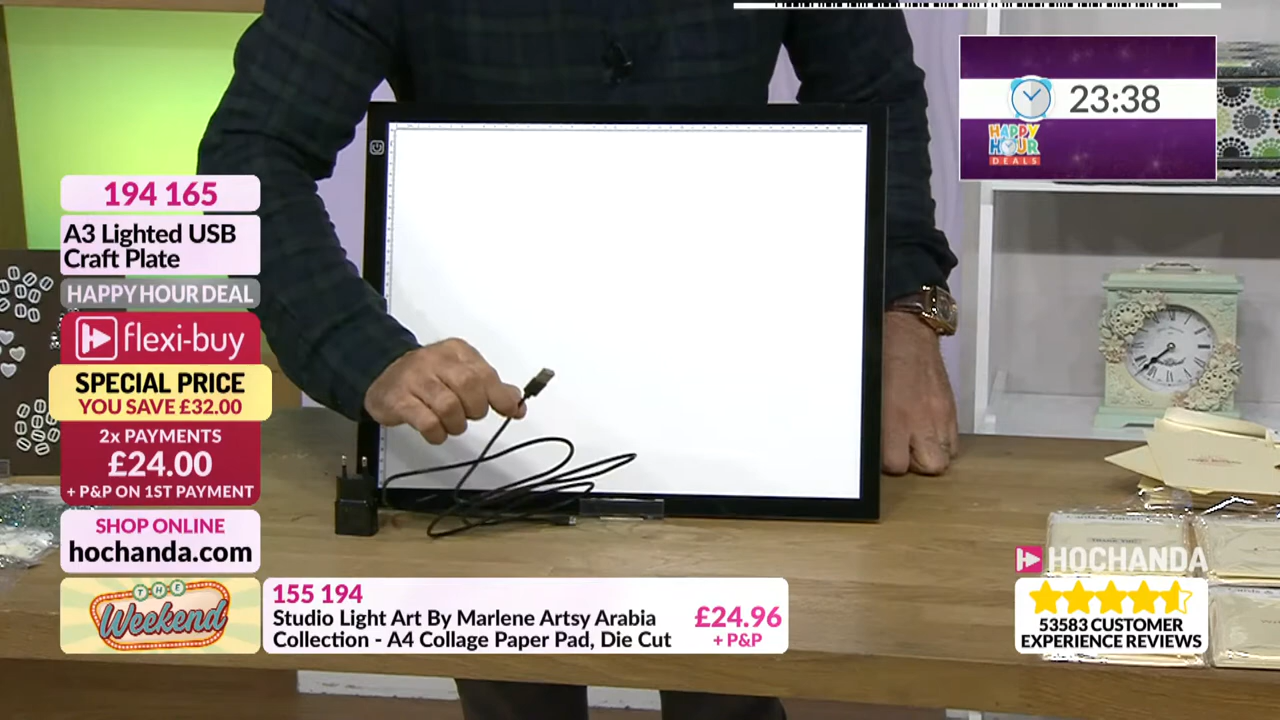 23:38
HAPPY
HOUR
DEALS
194 165
A3 Lighted USB
Craft Plate
HAPPY HOUR DEAL
flexi-buy
SPECIAL PRICE
YOU SAVE £32.00
2x PAYMENTS
£24.00
+ P&P ON 1ST PAYMENT
SHOP ONLINE
hochanda.com
THE
Weekend
155 194
Studio Light Art By Marlene Artsy Arabia
Collection - A4 Collage Paper Pad, Die Cut
£24.96
+ P&P
HOCHANDA
53583 CUSTOMER
EXPERIENCE REVIEWS